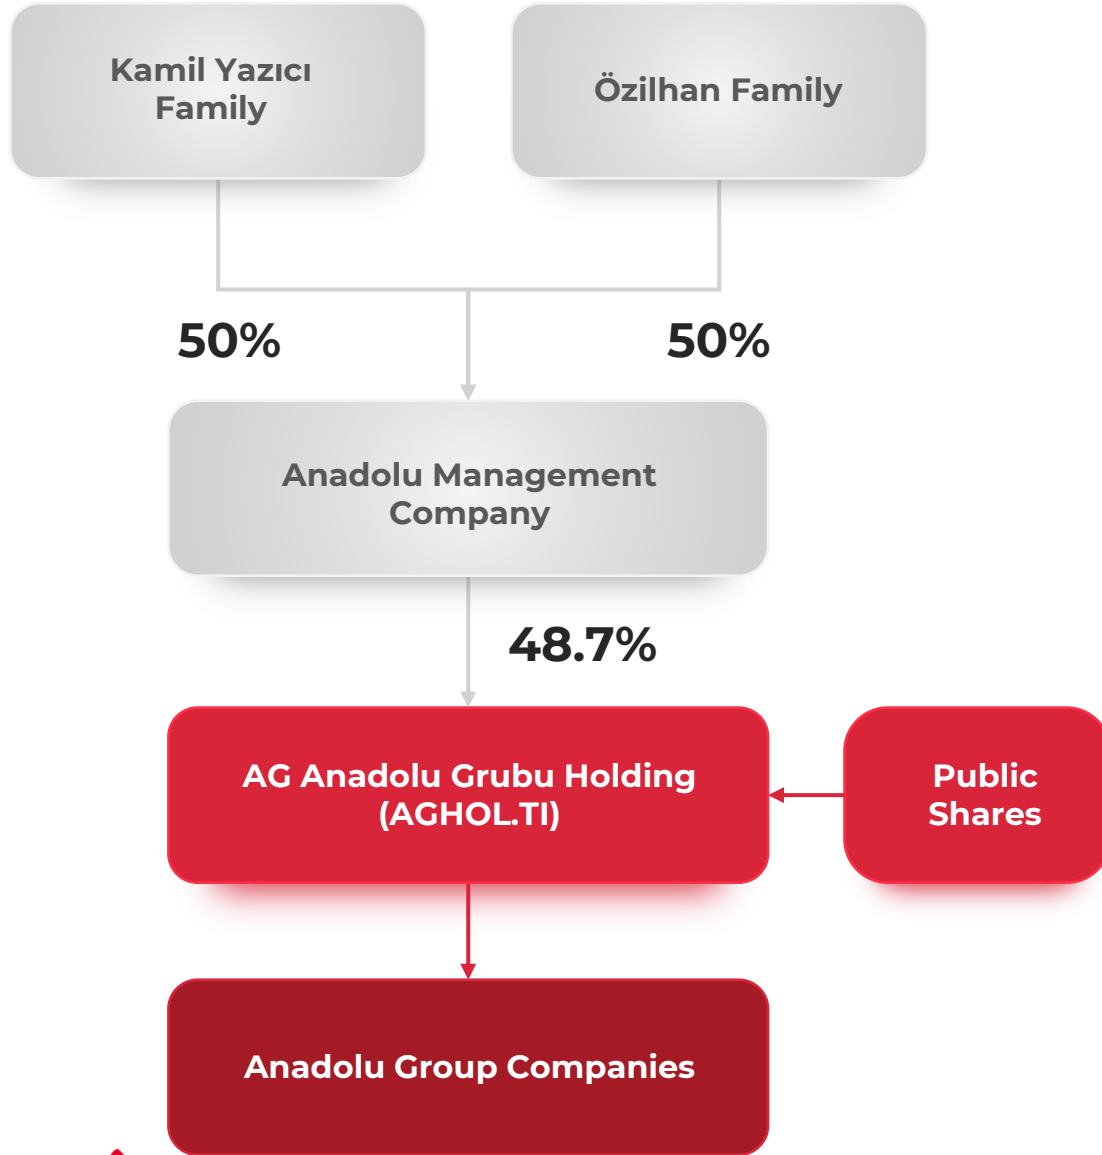 Kamil Yazıcı
Family
Özilhan Family
50%
50%
Anadolu Management
Company
48.7%
AG Anadolu Grubu Holding
(AGHOL.TI)
Public
Shares
Anadolu Group Companies